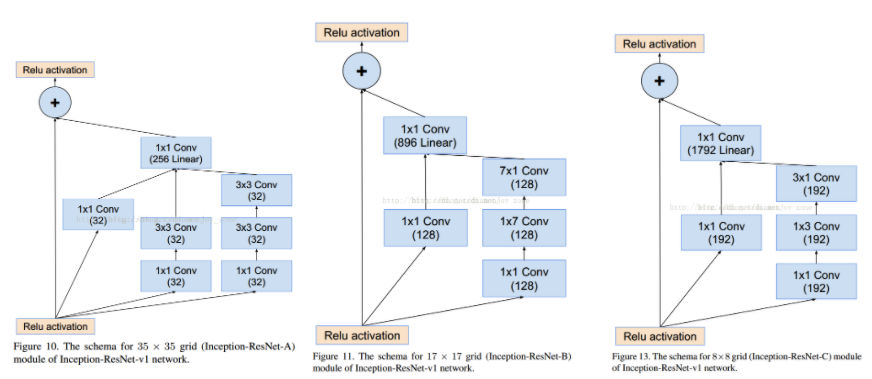 Relu activation
+
1x1 Conv
(256 Linear)
3x3 Conv
(32)
1x1 Conv
(32)
3x3 Conv
(32)
3x3 Conv
(32)
1x1 Conv
(32)
1x1 Conv
(32)
Relu activation
Figure 10. The schema for 35 × 35 grid (Inception-ResNet-A)
module of Inception-ResNet-v1 network.
Relu activation
+
1x1 Conv
(896 Linear)
7x1 Conv
(128)
1x1 Conv
(128)
1x7 Conv
(128)
1x1 Conv
(128)
Relu activation
Figure 11. The schema for 17 × 17 grid (Inception-ResNet-B)
module of Inception-ResNet-v1 network.
Relu activation
+
1x1 Conv
(1792 Linear)
3x1 Conv
(192)
1x1 Conv
(192)
1x3 Conv
(192)
1x1 Conv
(192)
Relu activation
Figure 13. The schema for 8×8 grid (Inception-ResNet-C) module
of Inception-ResNet-v1 network.